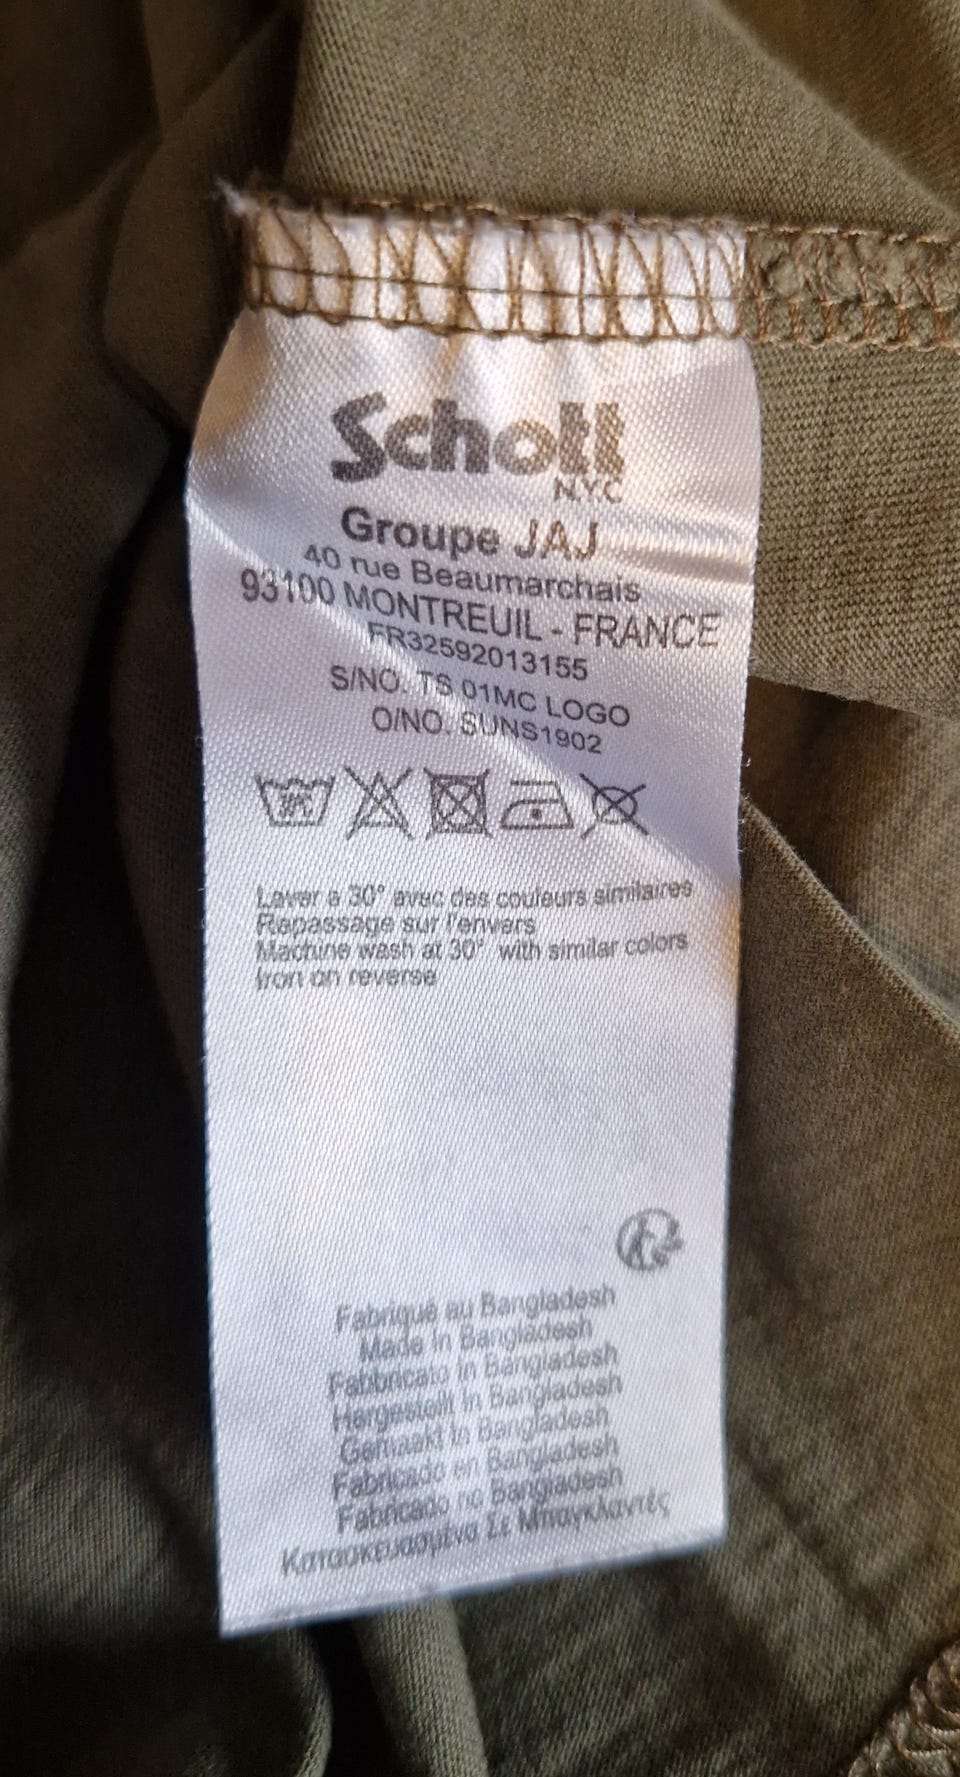 Schott
N.Y.C
Groupe JAJ
40 rue Beaumarchais
93100 MONTREUIL - FRANCE
FR32592013155
S/NO. TS 01MC LOGO
O/NO. SUNS1902
30
Laver a 30° avec des couleurs similaires
Repassage sur l'envers
Machine wash at 30° with similar colors
Iron on reverse
Fabriqué au Bangladesh
Made In Bangladesh
Fabbricato In Bangladesh
Hergestellt In Bangladesh
Gemaakt In Bangladesh
Fabricado en Bangladesh
Fabricado no Bangladesh
Κατασκευασμένα Σε Μπαγκλαντές